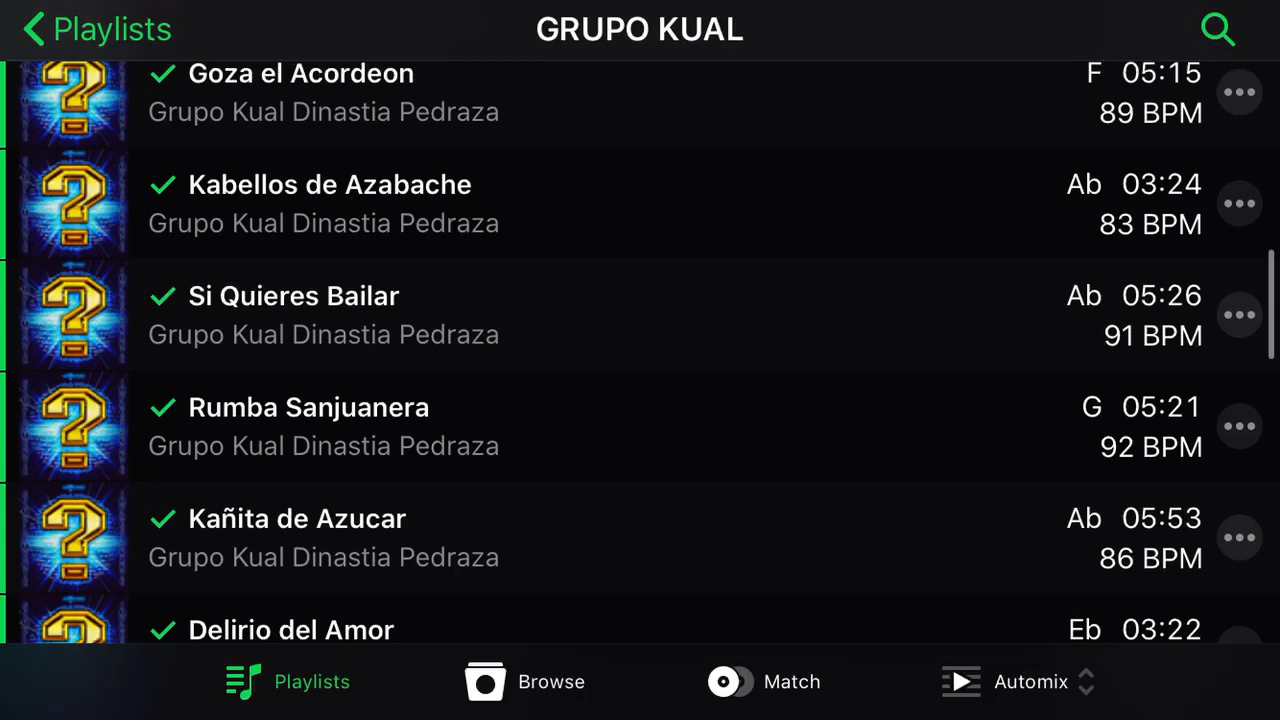 Playlists
GRUPO KUAL
Goza el Acordeon
F 05:15
Grupo Kual Dinastia Pedraza
89 BPM
Kabellos de Azabache
Ab 03:24
Grupo Kual Dinastia Pedraza
83 BPM
Si Quieres Bailar
Ab 05:26
Grupo Kual Dinastia Pedraza
91 BPM
Rumba Sanjuanera
G 05:21
Grupo Kual Dinastia Pedraza
92 BPM
Kañita de Azucar
Ab 05:53
Grupo Kual Dinastia Pedraza
86 BPM
Delirio del Amor
Eb 03:22
Playlists
Browse
Match
Automix